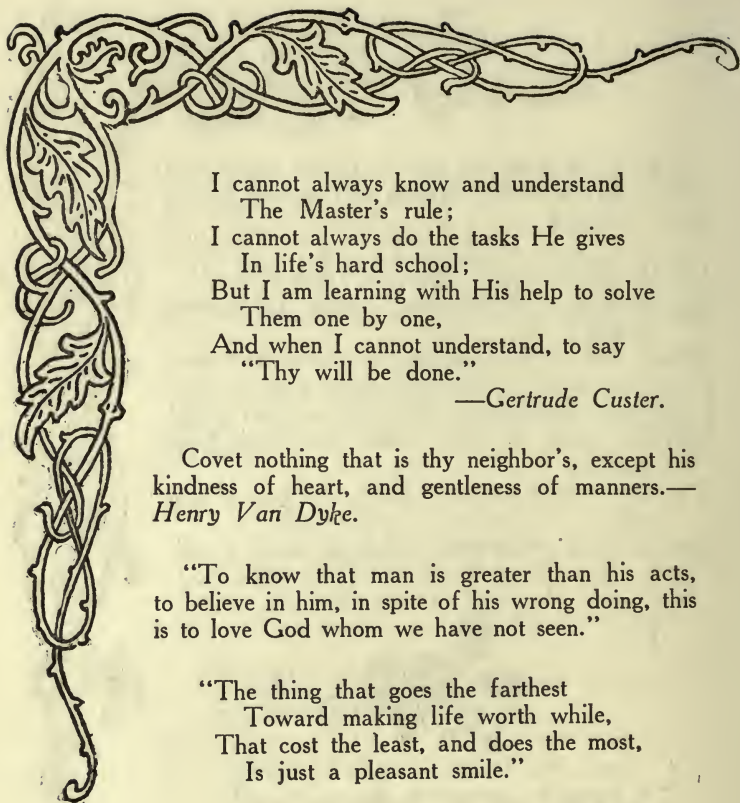 I cannot always know and understand
The Master's rule;
I cannot always do the tasks He gives
In life's hard school;
But I am learning with His help to solve
Them one by one,
And when I cannot understand, to say
"Thy will be done."
—Gertrude Custer.
Covet nothing that is thy neighbor's, except his
kindness of heart, and gentleness of manners.—
Henry Van Dyke.
"To know that man is greater than his acts,
to believe in him, in spite of his wrong doing, this
is to love God whom we have not seen."
"The thing that goes the farthest
Toward making life worth while,
That cost the least, and does the most,
Is just a pleasant smile."